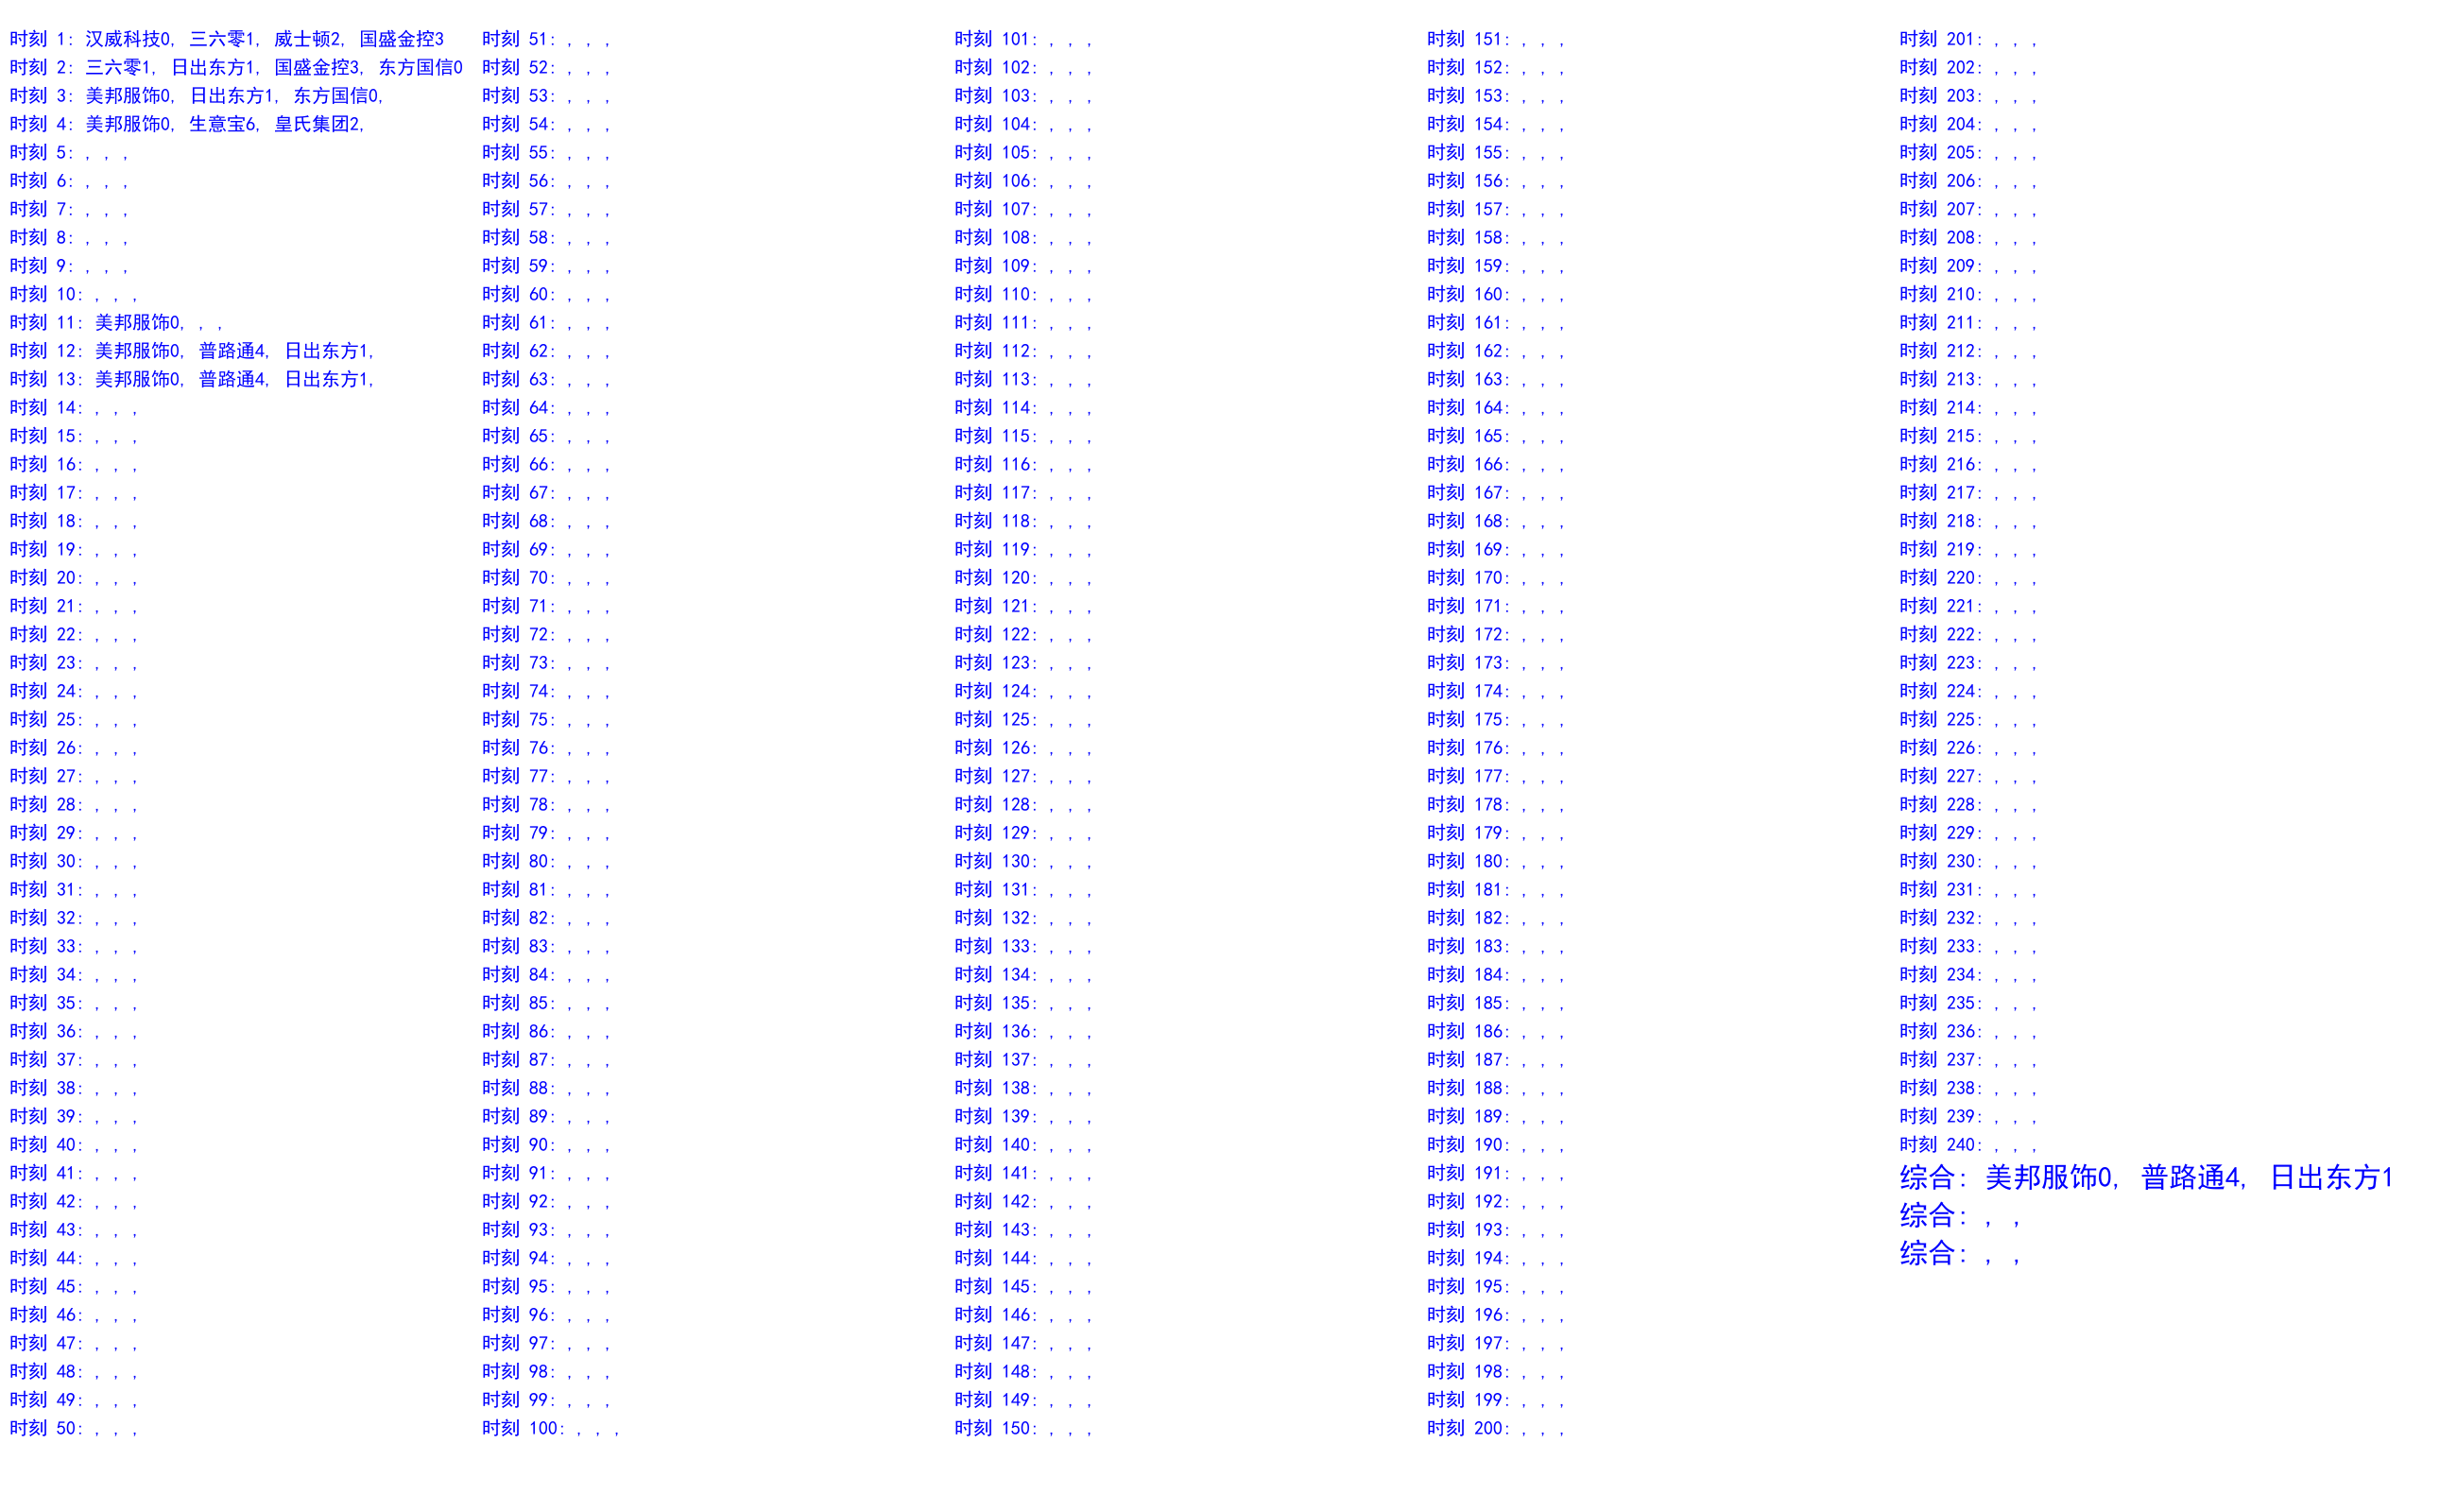 时刻 1: 汉威科技0, 三六零1, 威士顿2, 国盛金控3
时刻 2: 三六零1, 日出东方1, 国盛金控3, 东方国信0
时刻 3: 美邦服饰0, 日出东方1, 东方国信0,
时刻 4: 美邦服饰0, 生意宝6, 皇氏集团2,
时刻 5: , , ,
时刻 6: , , ,
时刻 7: , , ,
时刻 8: , , ,
时刻 9: , , ,
时刻 10: , , ,
时刻 11: 美邦服饰0, , ,
时刻 12: 美邦服饰0, 普路通4, 日出东方1,
时刻 13: 美邦服饰0, 普路通4, 日出东方1,
时刻 14: , , ,
时刻 15: , , ,
时刻 16: , , ,
时刻 17: , , ,
时刻 18: , , ,
时刻 19: , , ,
时刻 20: , , ,
时刻 21: , , ,
时刻 22: , , ,
时刻 23: , , ,
时刻 24: , , ,
时刻 25: , , ,
时刻 26: , , ,
时刻 27: , , ,
时刻 28: , , ,
时刻 29: , , ,
时刻 30: , , ,
时刻 31: , , ,
时刻 32: , , ,
时刻 33: , , ,
时刻 34: , , ,
时刻 35: , , ,
时刻 36: , , ,
时刻 37: , , ,
时刻 38: , , ,
时刻 39: , , ,
时刻 40: , , ,
时刻 41: , , ,
时刻 42: , , ,
时刻 43: , , ,
时刻 44: , , ,
时刻 45: , , ,
时刻 46: , , ,
时刻 47: , , ,
时刻 48: , , ,
时刻 49: , , ,
时刻 50: , , ,
时刻 51: , , ,
时刻 52: , , ,
时刻 53: , , ,
时刻 54: , , ,
时刻 55: , , ,
时刻 56: , , ,
时刻 57: , , ,
时刻 58: , , ,
时刻 59: , , ,
时刻 60: , , ,
时刻 61: , , ,
时刻 62: , , ,
时刻 63: , , ,
时刻 64: , , ,
时刻 65: , , ,
时刻 66: , , ,
时刻 67: , , ,
时刻 68: , , ,
时刻 69: , , ,
时刻 70: , , ,
时刻 71: , , ,
时刻 72: , , ,
时刻 73: , , ,
时刻 74: , , ,
时刻 75: , , ,
时刻 76: , , ,
时刻 77: , , ,
时刻 78: , , ,
时刻 79: , , ,
时刻 80: , , ,
时刻 81: , , ,
时刻 82: , , ,
时刻 83: , , ,
时刻 84: , , ,
时刻 85: , , ,
时刻 86: , , ,
时刻 87: , , ,
时刻 88: , , ,
时刻 89: , , ,
时刻 90: , , ,
时刻 91: , , ,
时刻 92: , , ,
时刻 93: , , ,
时刻 94: , , ,
时刻 95: , , ,
时刻 96: , , ,
时刻 97: , , ,
时刻 98: , , ,
时刻 99: , , ,
时刻 100: , , ,
时刻 101: , , ,
时刻 102: , , ,
时刻 103: , , ,
时刻 104: , , ,
时刻 105: , , ,
时刻 106: , , ,
时刻 107: , , ,
时刻 108: , , ,
时刻 109: , , ,
时刻 110: , , ,
时刻 111: , , ,
时刻 112: , , ,
时刻 113: , , ,
时刻 114: , , ,
时刻 115: , , ,
时刻 116: , , ,
时刻 117: , , ,
时刻 118: , , ,
时刻 119: , , ,
时刻 120: , , ,
时刻 121: , , ,
时刻 122: , , ,
时刻 123: , , ,
时刻 124: , , ,
时刻 125: , , ,
时刻 126: , , ,
时刻 127: , , ,
时刻 128: , , ,
时刻 129: , , ,
时刻 130: , , ,
时刻 131: , , ,
时刻 132: , , ,
时刻 133: , , ,
时刻 134: , , ,
时刻 135: , , ,
时刻 136: , , ,
时刻 137: , , ,
时刻 138: , , ,
时刻 139: , , ,
时刻 140: , , ,
时刻 141: , , ,
时刻 142: , , ,
时刻 143: , , ,
时刻 144: , , ,
时刻 145: , , ,
时刻 146: , , ,
时刻 147: , , ,
时刻 148: , , ,
时刻 149: , , ,
时刻 150: , , ,
时刻 151: , , ,
时刻 152: , , ,
时刻 153: , , ,
时刻 154: , , ,
时刻 155: , , ,
时刻 156: , , ,
时刻 157: , , ,
时刻 158: , , ,
时刻 159: , , ,
时刻 160: , , ,
时刻 161: , , ,
时刻 162: , , ,
时刻 163: , , ,
时刻 164: , , ,
时刻 165: , , ,
时刻 166: , , ,
时刻 167: , , ,
时刻 168: , , ,
时刻 169: , , ,
时刻 170: , , ,
时刻 171: , , ,
时刻 172: , , ,
时刻 173: , , ,
时刻 174: , , ,
时刻 175: , , ,
时刻 176: , , ,
时刻 177: , , ,
时刻 178: , , ,
时刻 179: , , ,
时刻 180: , , ,
时刻 181: , , ,
时刻 182: , , ,
时刻 183: , , ,
时刻 184: , , ,
时刻 185: , , ,
时刻 186: , , ,
时刻 187: , , ,
时刻 188: , , ,
时刻 189: , , ,
时刻 190: , , ,
时刻 191: , , ,
时刻 192: , , ,
时刻 193: , , ,
时刻 194: , , ,
时刻 195: , , ,
时刻 196: , , ,
时刻 197: , , ,
时刻 198: , , ,
时刻 199: , , ,
时刻 200: , , ,
时刻 201: , , ,
时刻 202: , , ,
时刻 203: , , ,
时刻 204: , , ,
时刻 205: , , ,
时刻 206: , , ,
时刻 207: , , ,
时刻 208: , , ,
时刻 209: , , ,
时刻 210: , , ,
时刻 211: , , ,
时刻 212: , , ,
时刻 213: , , ,
时刻 214: , , ,
时刻 215: , , ,
时刻 216: , , ,
时刻 217: , , ,
时刻 218: , , ,
时刻 219: , , ,
时刻 220: , , ,
时刻 221: , , ,
时刻 222: , , ,
时刻 223: , , ,
时刻 224: , , ,
时刻 225: , , ,
时刻 226: , , ,
时刻 227: , , ,
时刻 228: , , ,
时刻 229: , , ,
时刻 230: , , ,
时刻 231: , , ,
时刻 232: , , ,
时刻 233: , , ,
时刻 234: , , ,
时刻 235: , , ,
时刻 236: , , ,
时刻 237: , , ,
时刻 238: , , ,
时刻 239: , , ,
时刻 240: , , ,
综合: 美邦服饰0, 普路通4, 日出东方1
综合: , ,
综合: , ,